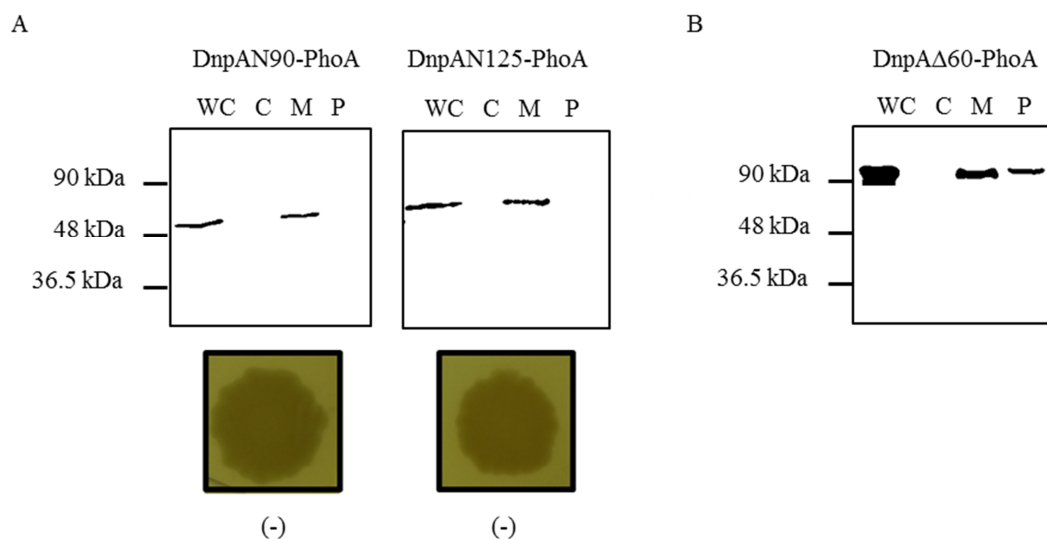 A
DnpAN90-PhoA
DnpAN125-PhoA
WC C M P
WC C M P
90 kDa
48 kDa
36.5 kDa
(-)
(-)
B
DnpAΔ60-PhoA
WC C M P
90 kDa
48 kDa
36.5 kDa